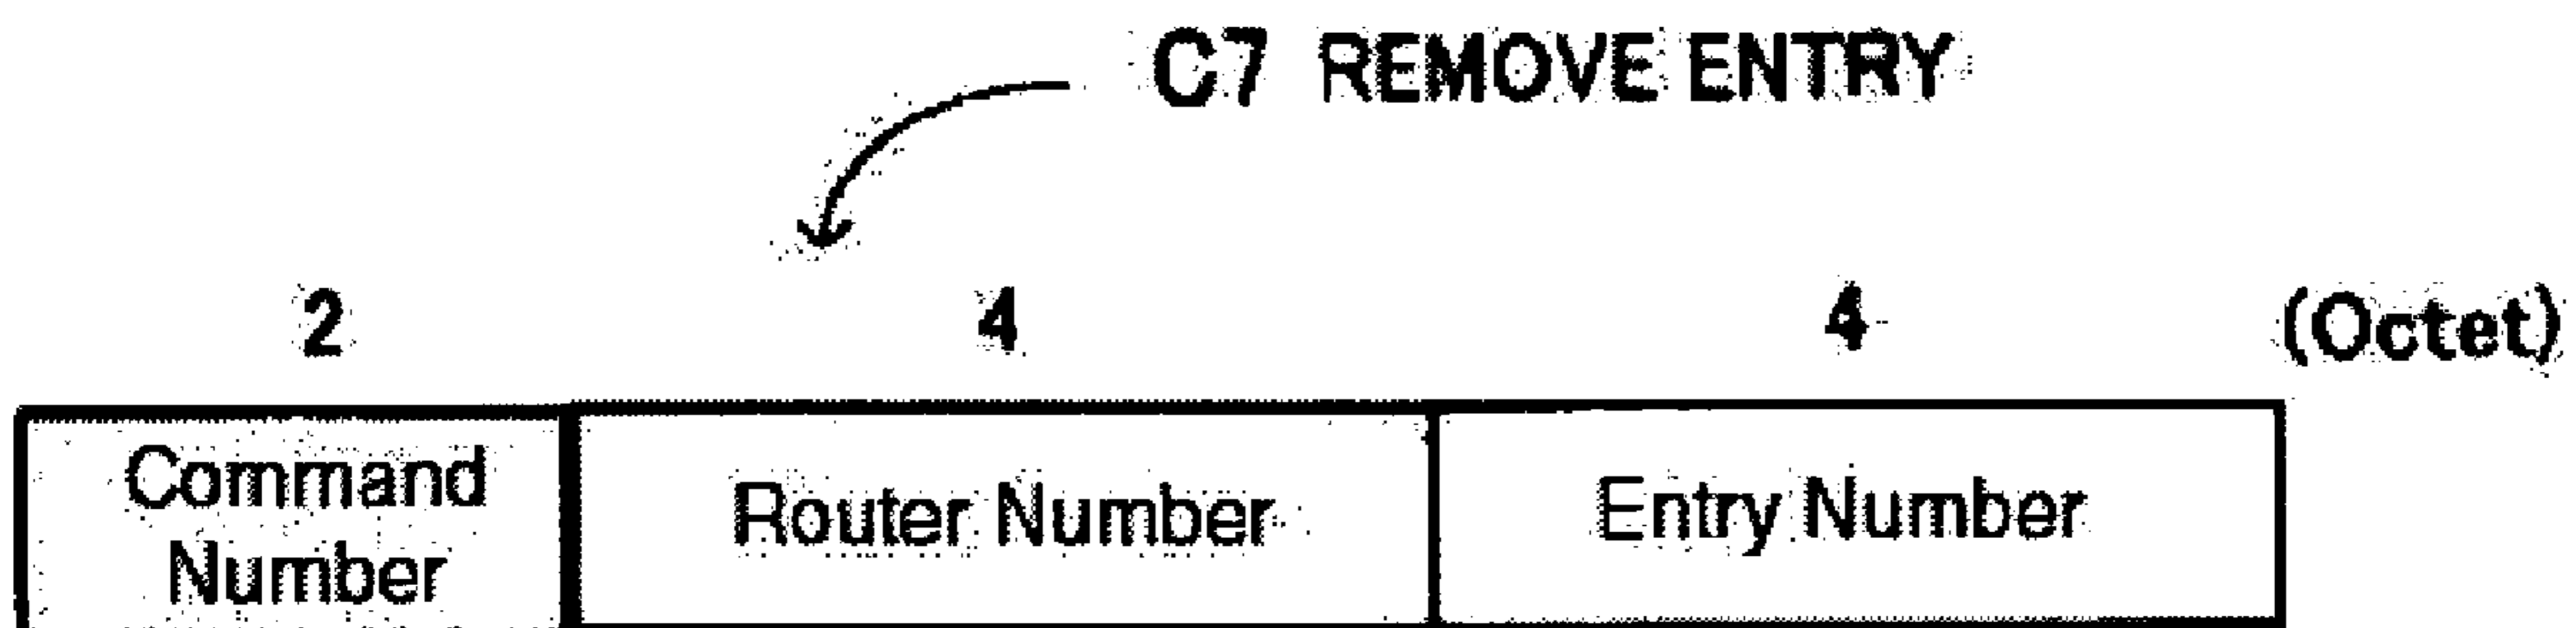 C7 REMOVE ENTRY
2 4 4 (Octet)
Command
Number
Router Number
Entry Number